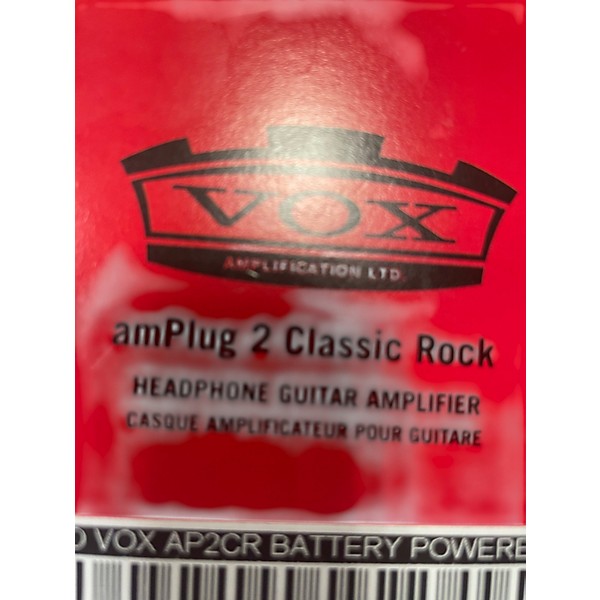 VOX
AMPLIFICATION LTD.
amPlug 2 Classic Rock
HEADPHONE GUITAR AMPLIFIER
CASQUE AMPLIFICATEUR POUR GUITARE
VOX AP2CR BATTERY POWERE